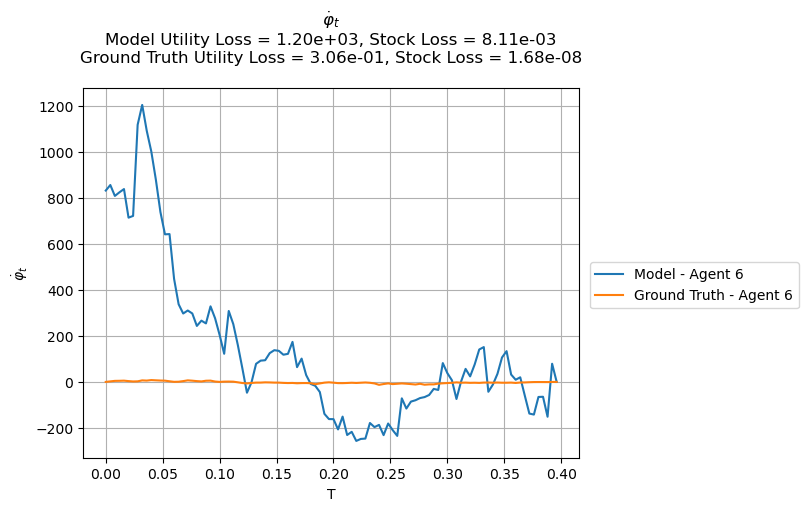 φ̇ₜ
Model Utility Loss = 1.20e+03, Stock Loss = 8.11e-03
Ground Truth Utility Loss = 3.06e-01, Stock Loss = 1.68e-08
1200
1000
800
600
400
200
0
−200
φ̇ₜ
0.00 0.05 0.10 0.15 0.20 0.25 0.30 0.35 0.40
T
Model - Agent 6
Ground Truth - Agent 6